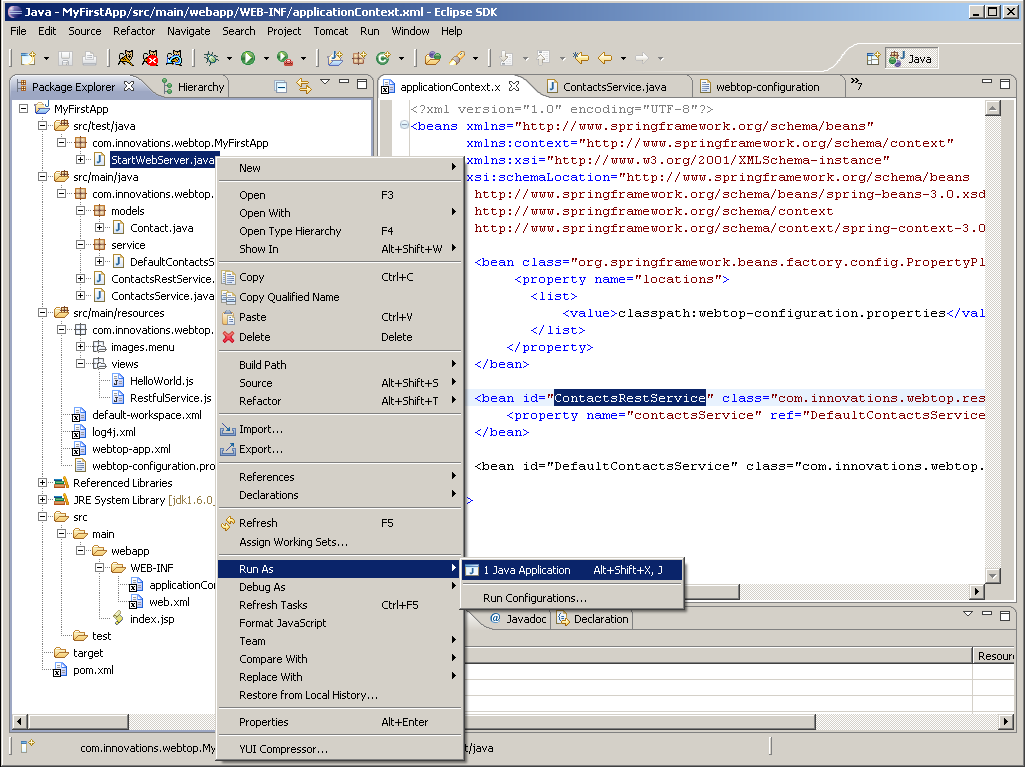 Java - MyFirstApp/src/main/webapp/WEB-INF/applicationContext.xml - Eclipse SDK
File Edit Source Refactor Navigate Search Project Tomcat Run Window Help
Java
Package Explorer
Hierarchy
MyFirstApp
src/test/java
com.innovations.webtop.MyFirstApp
StartWebServer.java
src/main/java
com.innovations.webtop.
models
Contact.java
service
DefaultContactsS
ContactsRestService.
ContactsService.java
src/main/resources
com.innovations.webtop.
images.menu
views
HelloWorld.js
RestfulService.js
default-workspace.xml
log4j.xml
webtop-app.xml
webtop-configuration.pro
Referenced Libraries
JRE System Library [jdk1.6.0_
src
main
webapp
WEB-INF
applicationCo
web.xml
index.jsp
test
target
pom.xml
New
Open F3
Open With
Open Type Hierarchy F4
Show In Alt+Shift+W
Copy Ctrl+C
Copy Qualified Name
Paste Ctrl+V
Delete Delete
Build Path
Source Alt+Shift+S
Refactor Alt+Shift+T
Import...
Export...
References
Declarations
Refresh F5
Assign Working Sets...
Run As
Debug As
Refresh Tasks Ctrl+F5
Format JavaScript
Team
Compare With
Replace With
Restore from Local History...
Properties Alt+Enter
YUI Compressor...
1 Java Application Alt+Shift+X, J
Run Configurations...
applicationContext.x
ContactsService.java
webtop-configuration
»7
<?xml version="1.0" encoding="UTF-8"?>
<beans xmlns="http://www.springframework.org/schema/beans"
xmlns:context="http://www.springframework.org/schema/context"
xmlns:xsi="http://www.w3.org/2001/XMLSchema-instance"
xsi:schemaLocation="http://www.springframework.org/schema/beans
http://www.springframework.org/schema/beans/spring-beans-3.0.xsd
http://www.springframework.org/schema/context
http://www.springframework.org/schema/context/spring-context-3.0
<bean class="org.springframework.beans.factory.config.PropertyPl
<property name="locations">
<list>
<value>classpath:webtop-configuration.properties</val
</list>
</property>
</bean>
<bean id="ContactsRestService" class="com.innovations.webtop.res
<property name="contactsService" ref="DefaultContactsService
</bean>
<bean id="DefaultContactsService" class="com.innovations.webtop.
>
@ Javadoc
Declaration
Resour
com.innovations.webtop.My
t/java